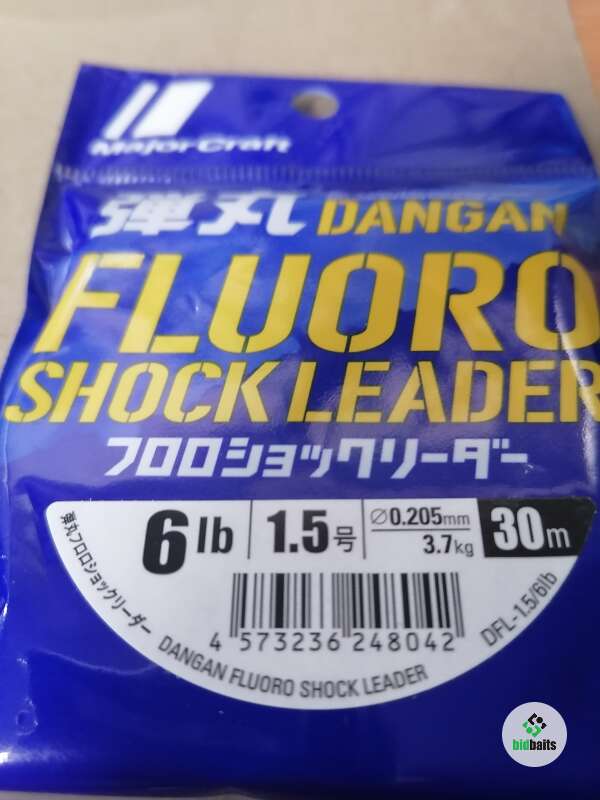 MajorCraft
弾丸 DANGAN
FLUORO
SHOCK LEADER
フロロショックリーダー
6lb 1.5号 ∅0.205mm 3.7kg 30m
弾丸フロロショックリーダー
4 573236 248042
DFL-1.5/6lb
DANGAN FLUORO SHOCK LEADER
bidbaits